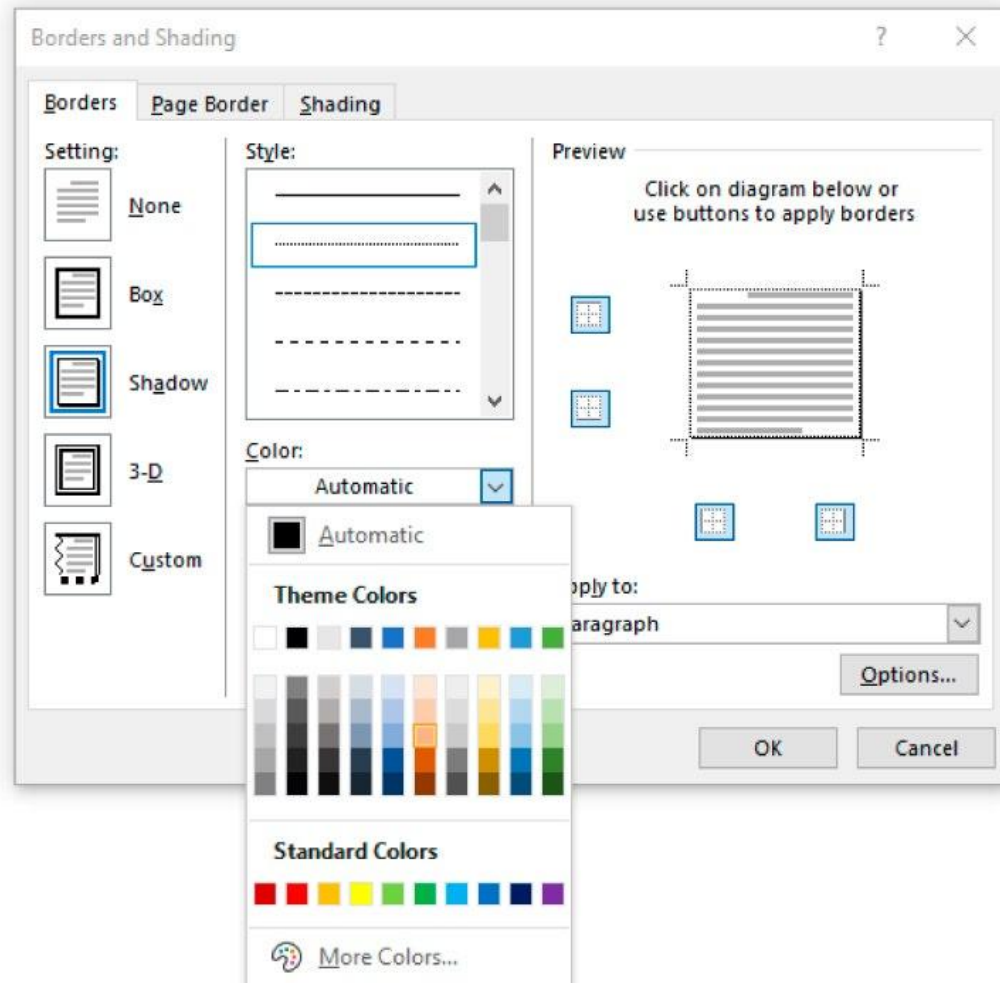 Borders and Shading
?
Borders
Page Border
Shading
Setting:
None
Box
Shadow
3-D
Custom
Style:
Color:
Automatic
Automatic
Theme Colors
Standard Colors
More Colors...
Preview
Click on diagram below or
use buttons to apply borders
pply to:
aragraph
Options...
OK
Cancel